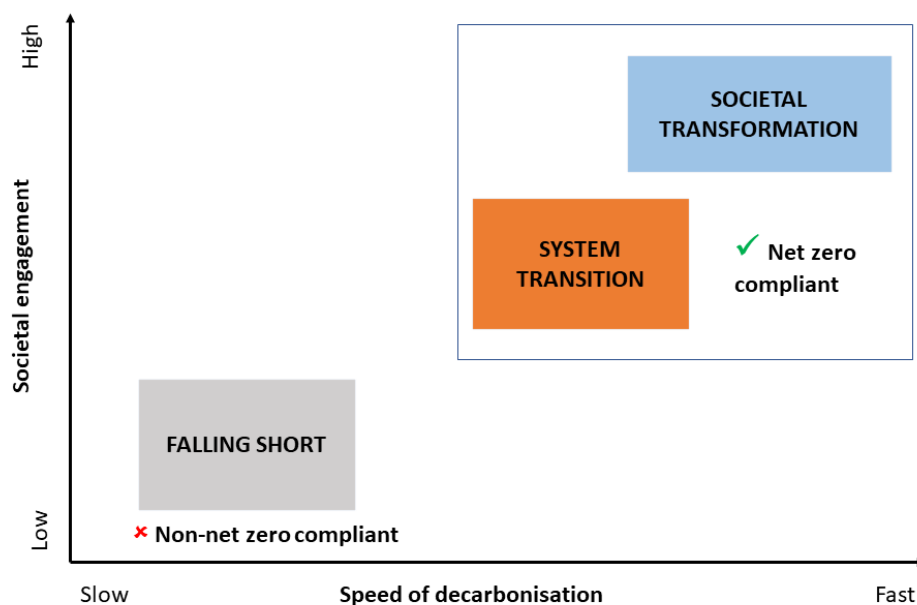 High
SOCIETAL
TRANSFORMATION
Societal engagement
SYSTEM
TRANSITION
✓ Net zero
compliant
FALLING SHORT
Low
✗ Non-net zero compliant
Slow
Speed of decarbonisation
Fast